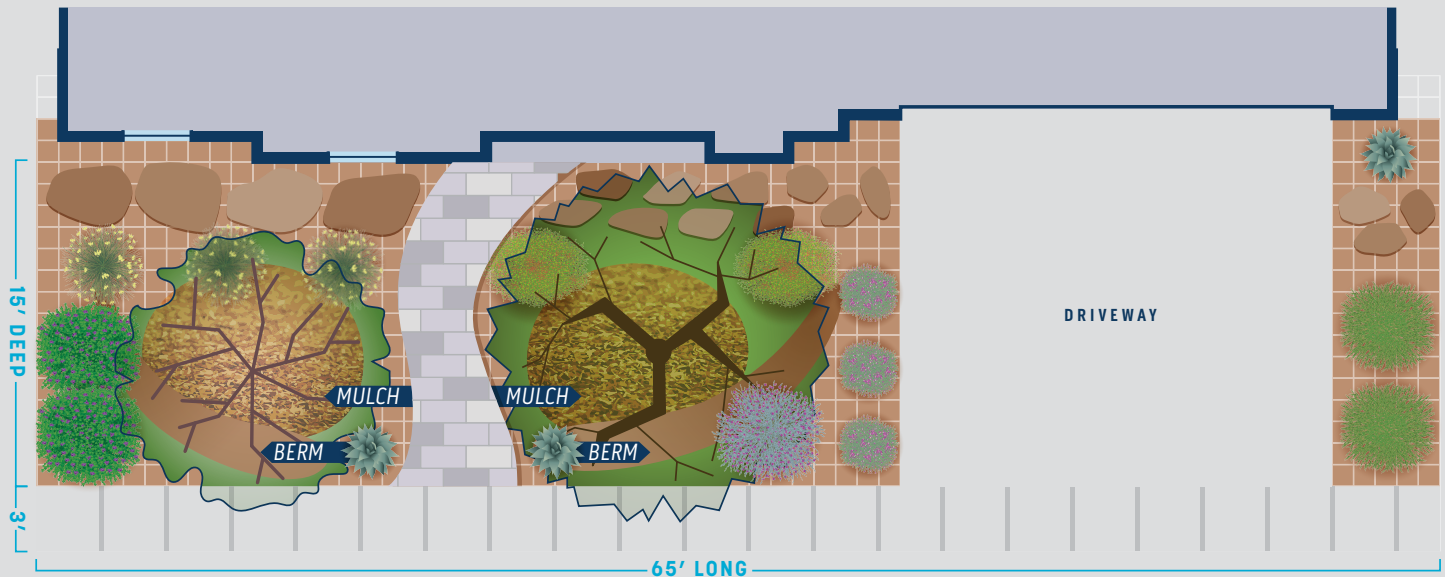 15' DEEP
3'
MULCH
MULCH
BERM
BERM
DRIVEWAY
65' LONG